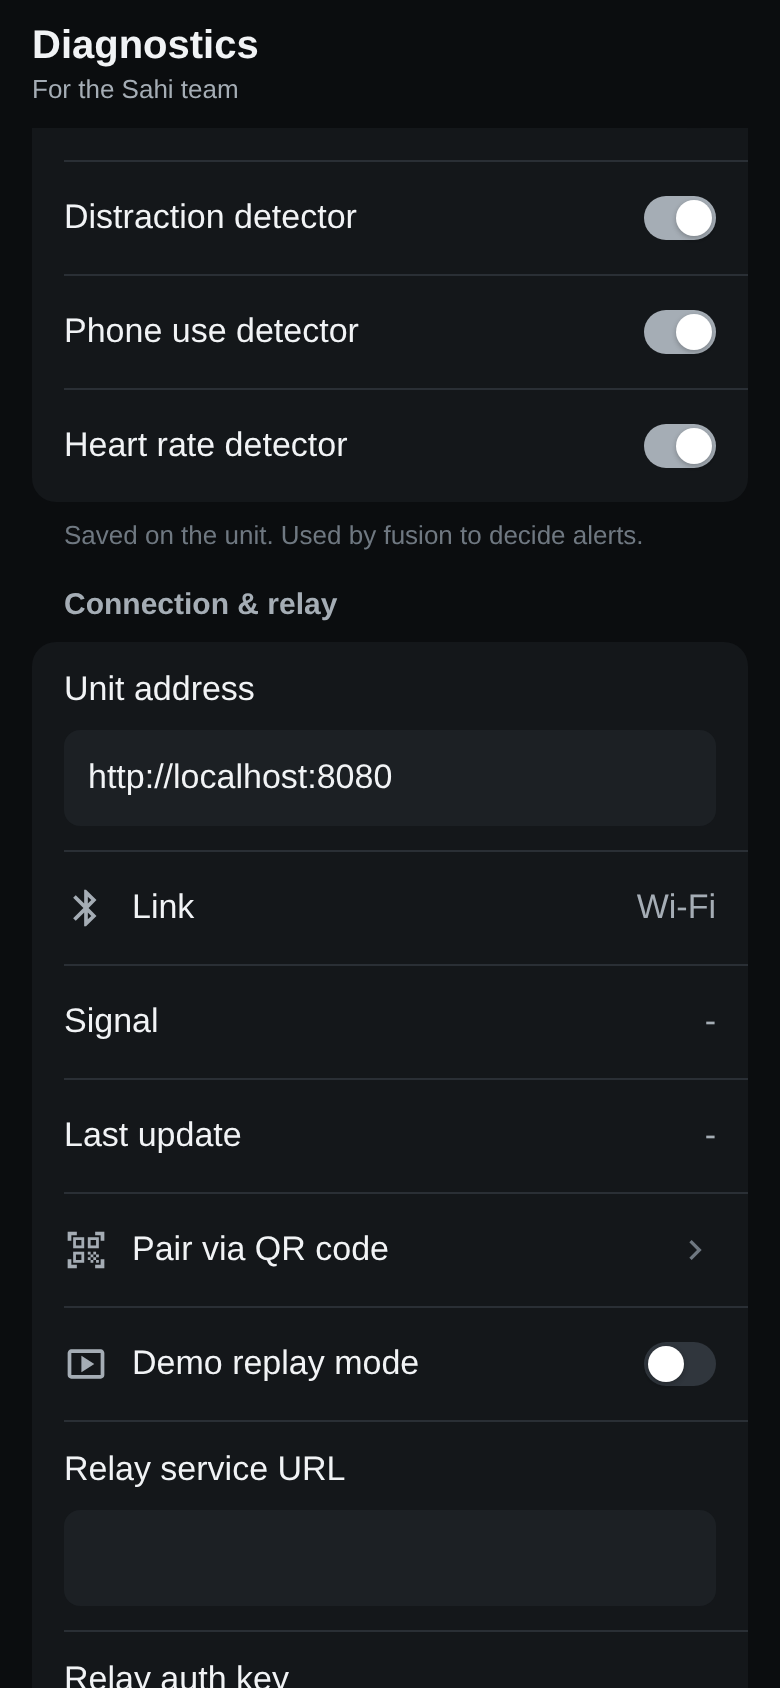 Diagnostics
For the Sahi team
Distraction detector
Phone use detector
Heart rate detector
Saved on the unit. Used by fusion to decide alerts.
Connection & relay
Unit address
http://localhost:8080
Link Wi-Fi
Signal -
Last update -
Pair via QR code
Demo replay mode
Relay service URL
Relay auth key